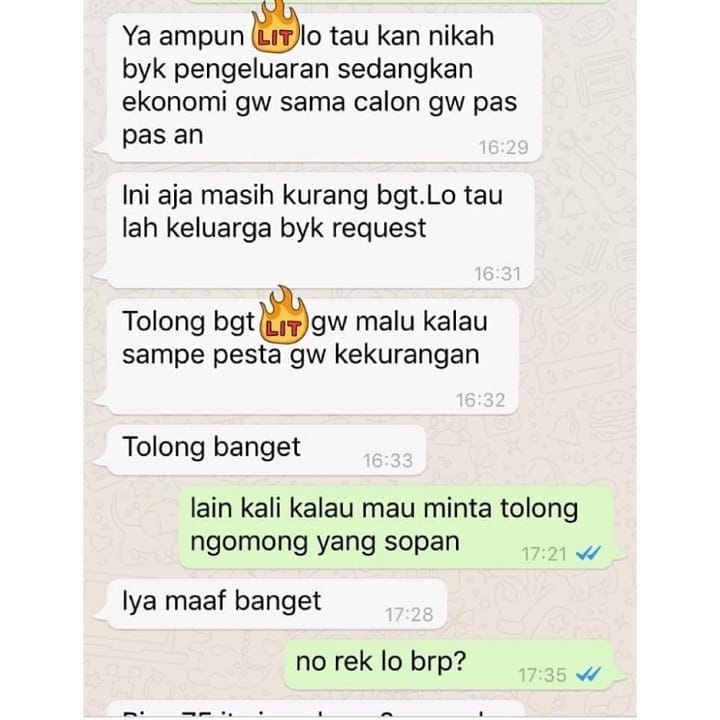 Ya ampun LIT lo tau kan nikah
byk pengeluaran sedangkan
ekonomi gw sama calon gw pas
pas an
16:29
Ini aja masih kurang bgt.Lo tau
lah keluarga byk request
16:31
Tolong bgt LIT gw malu kalau
sampe pesta gw kekurangan
16:32
Tolong banget
16:33
lain kali kalau mau minta tolong
ngomong yang sopan
17:21
Iya maaf banget
17:28
no rek lo brp?
17:35